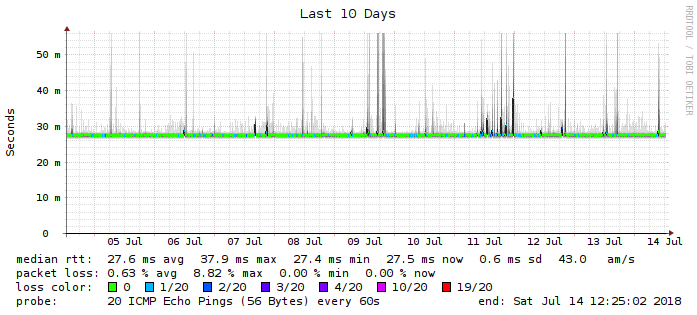 Last 10 Days
RRDTOOL / TOBI OETIKER
Seconds
50 m
40 m
30 m
20 m
10 m
0
05 Jul 06 Jul 07 Jul 08 Jul 09 Jul 10 Jul 11 Jul 12 Jul 13 Jul 14 Jul
median rtt: 27.6 ms avg 37.9 ms max 27.4 ms min 27.5 ms now 0.6 ms sd 43.0 am/s
packet loss: 0.63 % avg 8.82 % max 0.00 % min 0.00 % now
loss color: 0 1/20 2/20 3/20 4/20 10/20 19/20
probe: 20 ICMP Echo Pings (56 Bytes) every 60s end: Sat Jul 14 12:25:02 2018